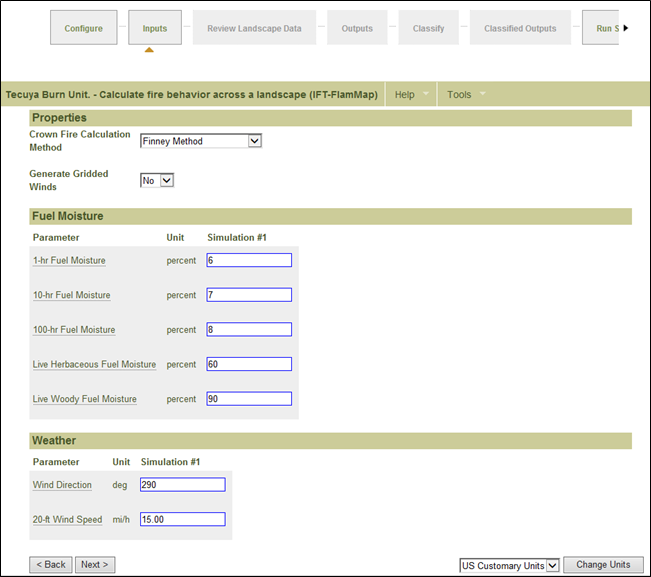 Configure
Inputs
Review Landscape Data
Outputs
Classify
Classified Outputs
Run S
Tecuya Burn Unit. - Calculate fire behavior across a landscape (IFT-FlamMap)
Help
Tools
Properties
Crown Fire Calculation Method
Finney Method
Generate Gridded Winds
No
Fuel Moisture
Parameter Unit Simulation #1
1-hr Fuel Moisture percent 6
10-hr Fuel Moisture percent 7
100-hr Fuel Moisture percent 8
Live Herbaceous Fuel Moisture percent 60
Live Woody Fuel Moisture percent 90
Weather
Parameter Unit Simulation #1
Wind Direction deg 290
20-ft Wind Speed mi/h 15.00
< Back
Next >
US Customary Units
Change Units